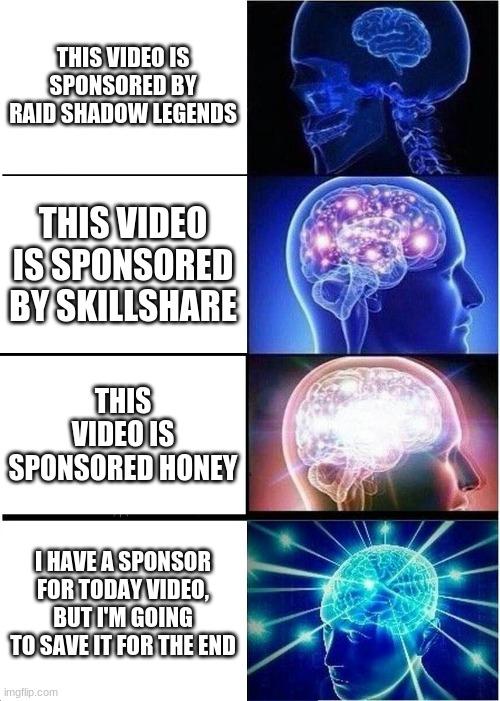 THIS VIDEO IS
SPONSORED BY
RAID SHADOW LEGENDS
THIS VIDEO
IS SPONSORED
BY SKILLSHARE
THIS
VIDEO IS
SPONSORED HONEY
I HAVE A SPONSOR
FOR TODAY VIDEO,
BUT I'M GOING
TO SAVE IT FOR THE END
imgflip.com